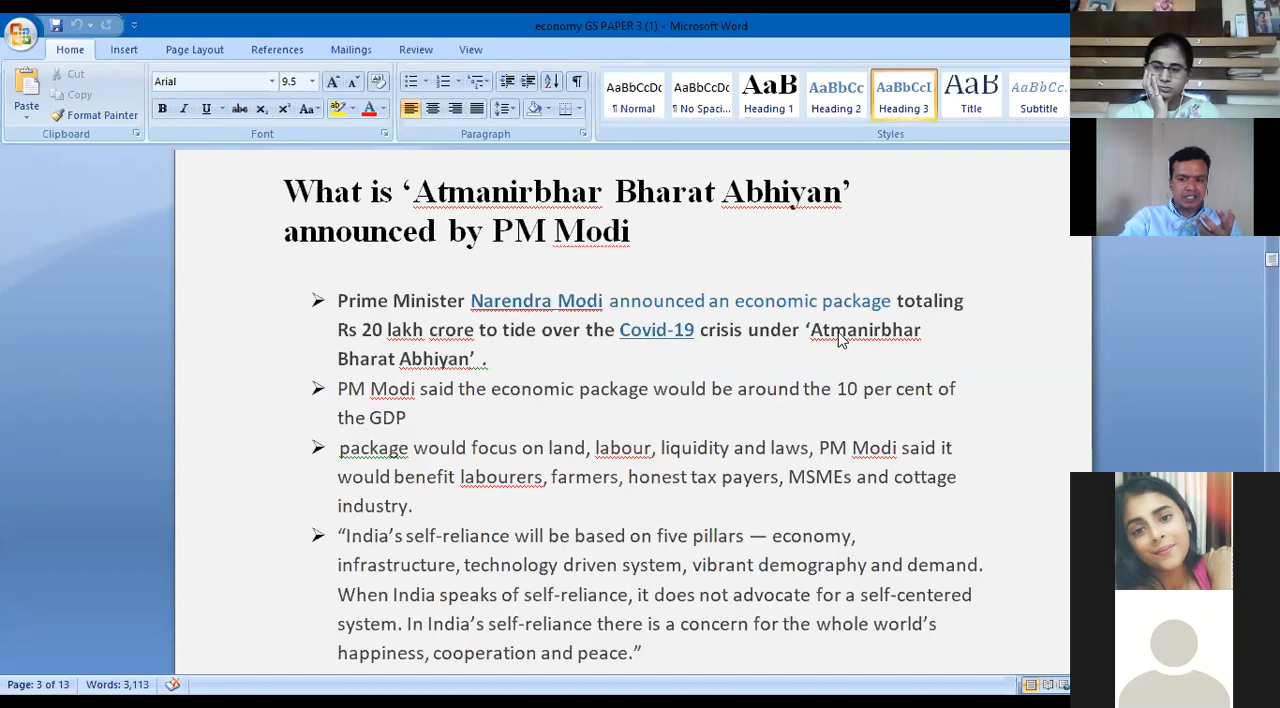 economy GS PAPER 3 (1) - Microsoft Word
Home Insert Page Layout References Mailings Review View
Paste
Cut
Copy
Format Painter
Clipboard
Arial 9.5
Font
Paragraph
AaBbCcDc AaBbCcDc AaB AaBbCc AaBbCcI AaB AaBbCc.
¶ Normal ¶ No Spaci... Heading 1 Heading 2 Heading 3 Title Subtitle
Styles
What is ‘Atmanirbhar Bharat Abhiyan’
announced by PM Modi
➢ Prime Minister Narendra Modi announced an economic package totaling
Rs 20 lakh crore to tide over the Covid-19 crisis under ‘Atmanirbhar
Bharat Abhiyan’ .
➢ PM Modi said the economic package would be around the 10 per cent of
the GDP
➢ package would focus on land, labour, liquidity and laws, PM Modi said it
would benefit labourers, farmers, honest tax payers, MSMEs and cottage
industry.
➢ “India’s self-reliance will be based on five pillars — economy,
infrastructure, technology driven system, vibrant demography and demand.
When India speaks of self-reliance, it does not advocate for a self-centered
system. In India’s self-reliance there is a concern for the whole world’s
happiness, cooperation and peace.”
Page: 3 of 13 Words: 3,113